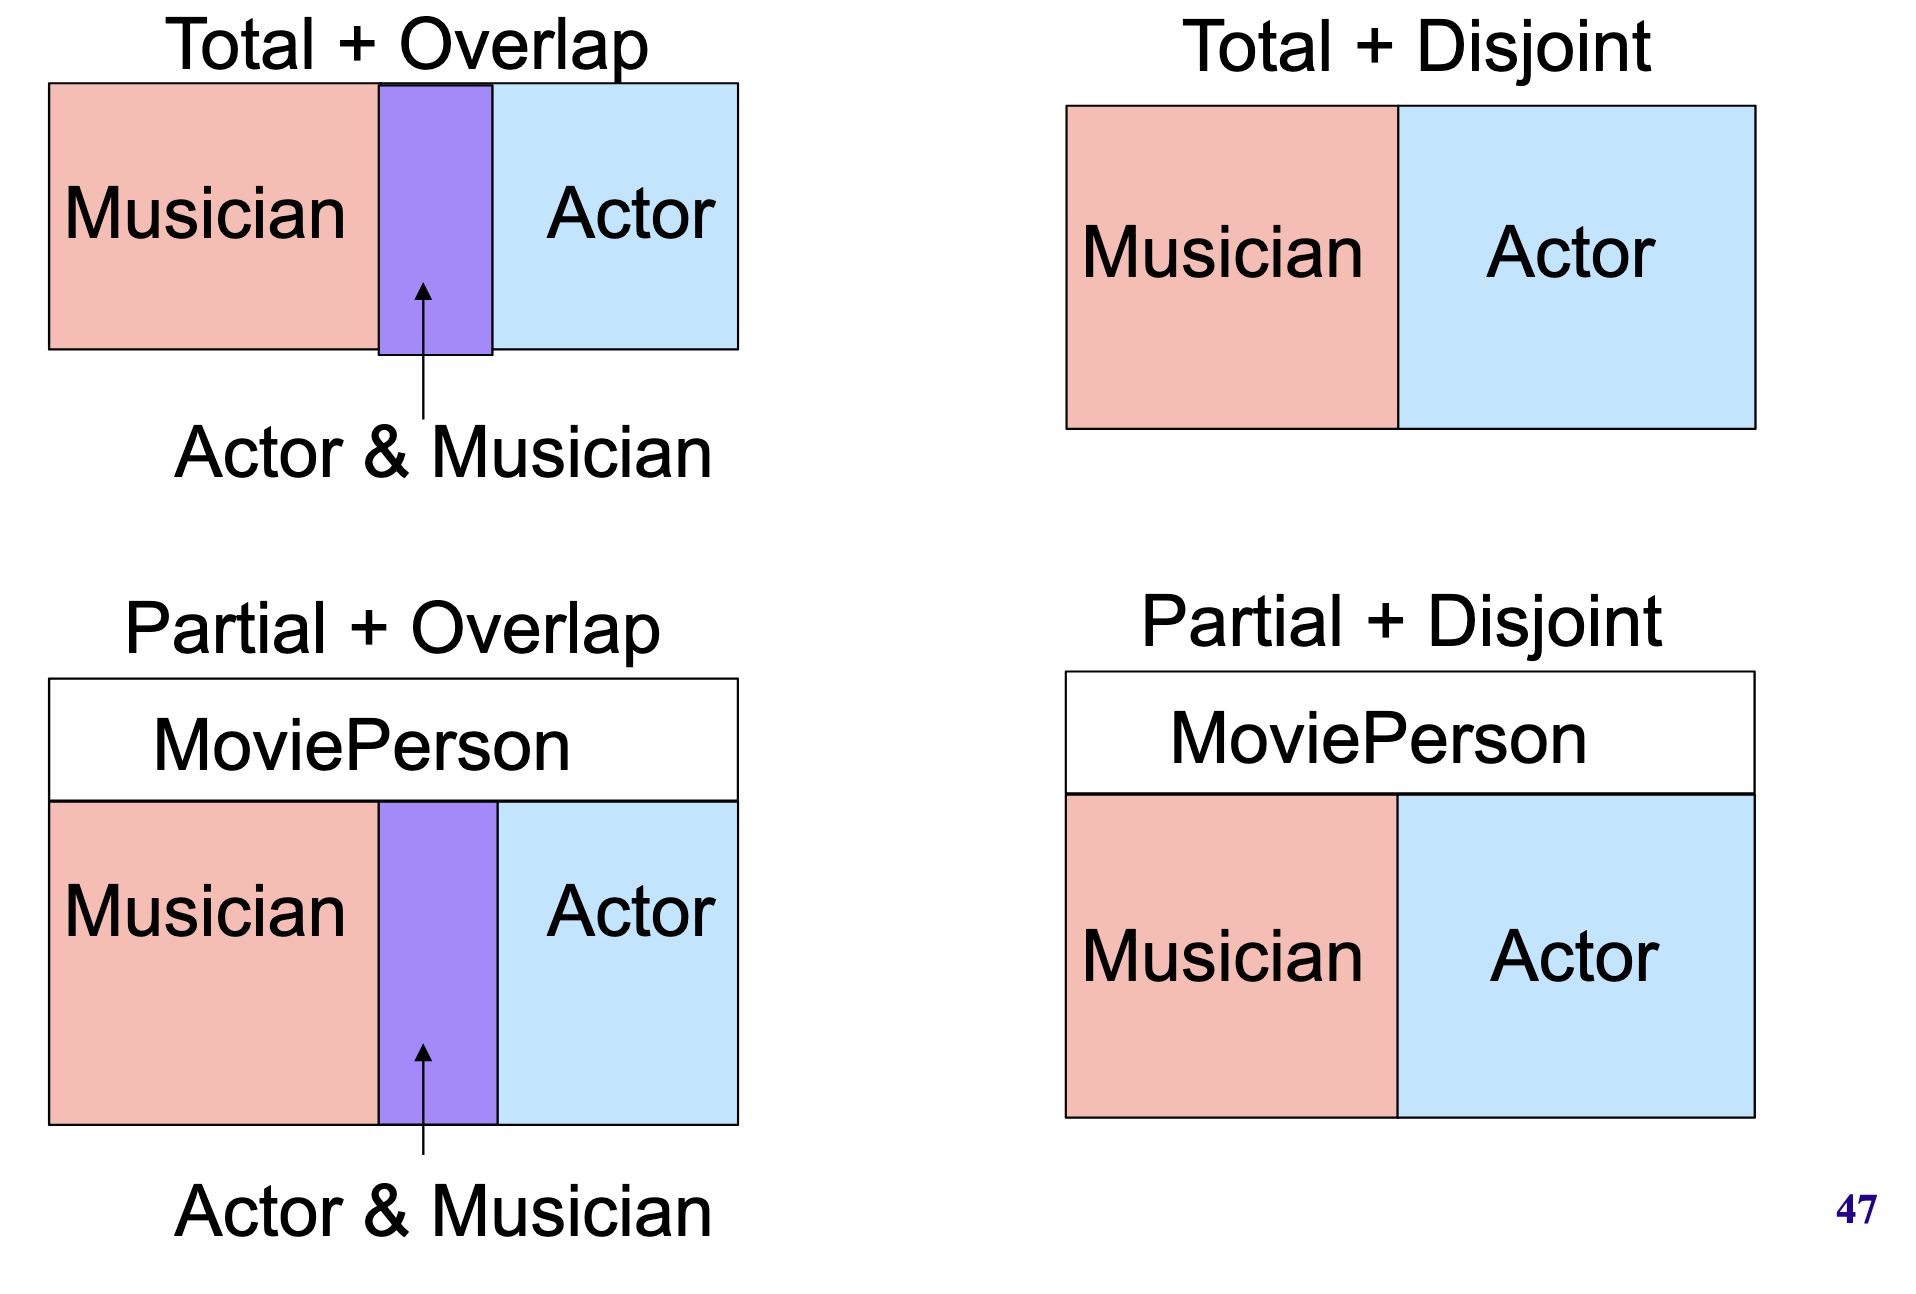 Total + Overlap
Musician
Actor
Actor & Musician
Total + Disjoint
Musician
Actor
Partial + Overlap
MoviePerson
Musician
Actor
Actor & Musician
Partial + Disjoint
MoviePerson
Musician
Actor
47